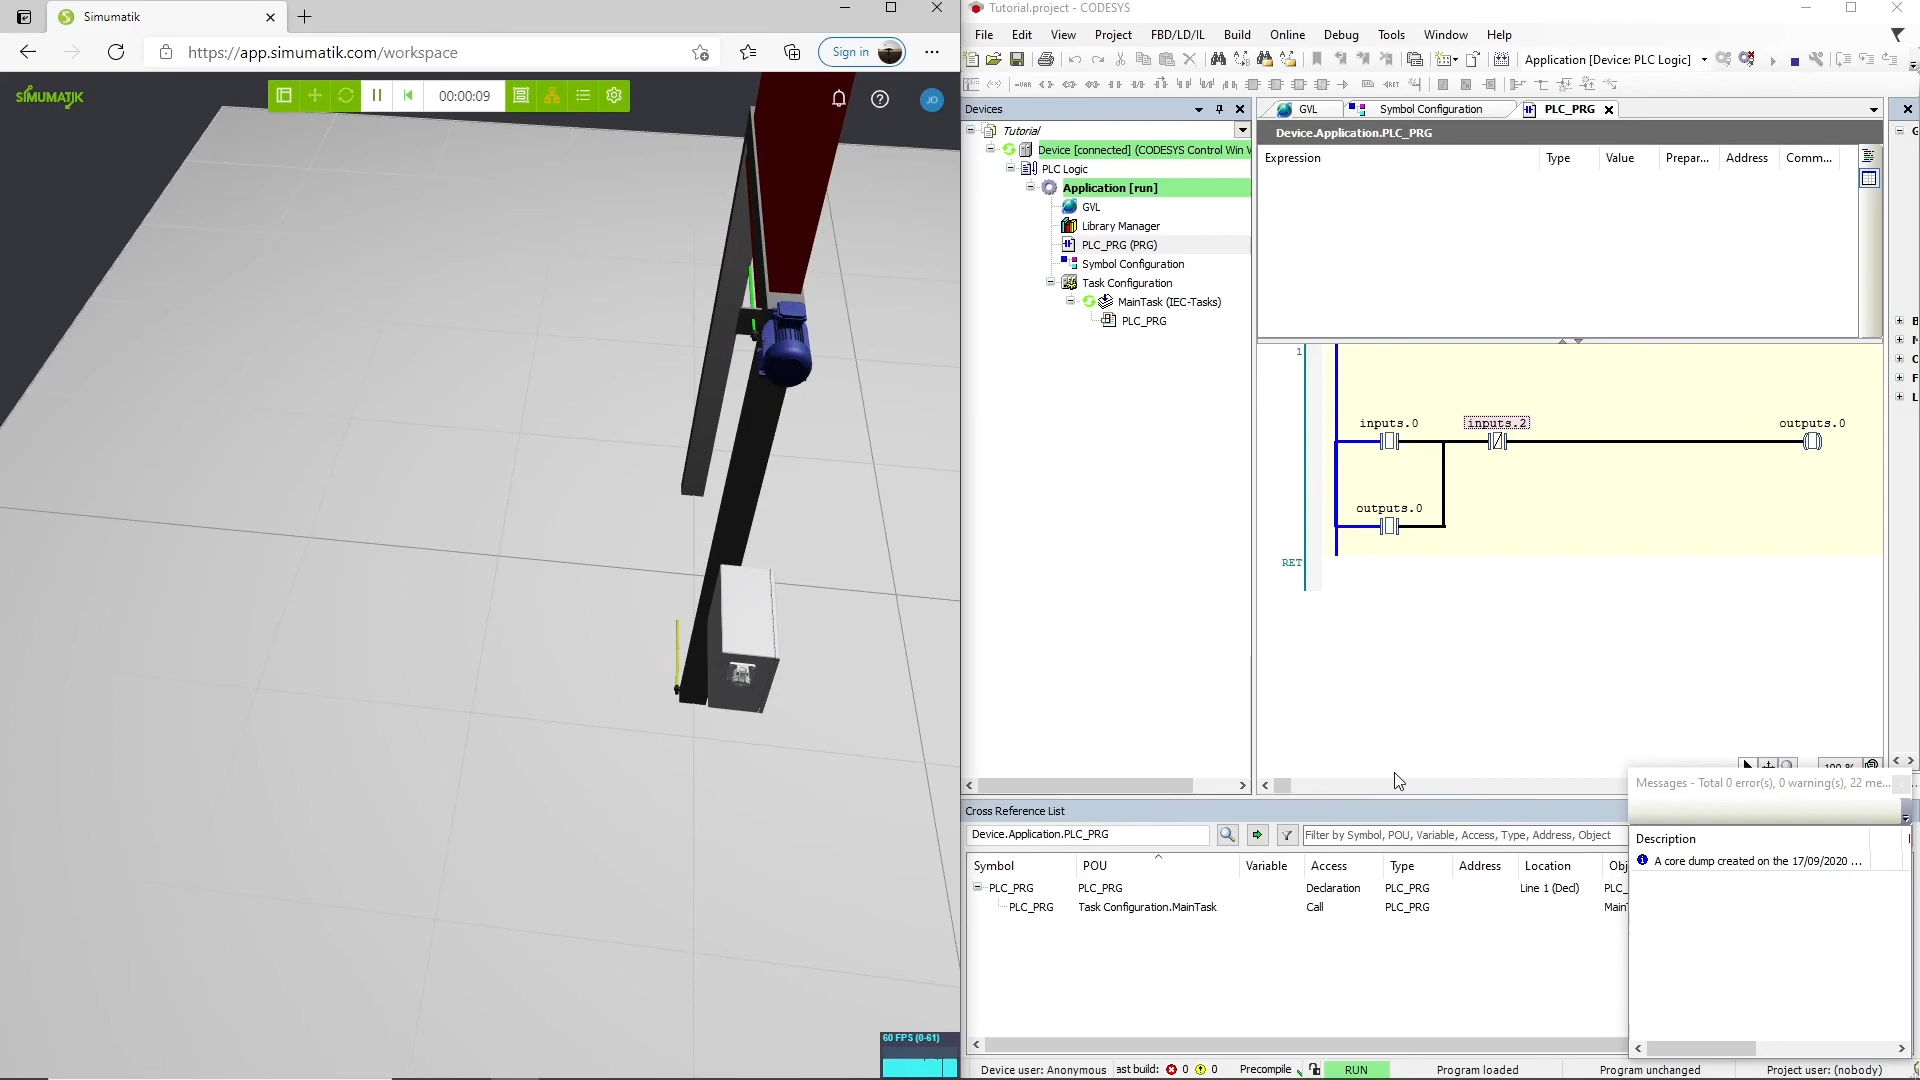 Simumatik
https://app.simumatik.com/workspace
Sign in
SIMUMATIK
00:00:09
JO
60 FPS (0-61)
Tutorial.project - CODESYS
File Edit View Project FBD/LD/IL Build Online Debug Tools Window Help
Application [Device: PLC Logic]
Devices
Tutorial
Device [connected] (CODESYS Control Win V
PLC Logic
Application [run]
GVL
Library Manager
PLC_PRG (PRG)
Symbol Configuration
Task Configuration
MainTask (IEC-Tasks)
PLC_PRG
GVL Symbol Configuration PLC_PRG
Device.Application.PLC_PRG
Expression Type Value Prepar... Address Comm...
1
inputs.0 inputs.2 outputs.0
outputs.0
RET
100 %
Cross Reference List
Device.Application.PLC_PRG
Filter by Symbol, POU, Variable, Access, Type, Address, Object
Symbol POU Variable Access Type Address Location Obj
PLC_PRG PLC_PRG Declaration PLC_PRG Line 1 (Decl) PLC_
PLC_PRG Task Configuration.MainTask Call PLC_PRG MainT
Messages - Total 0 error(s), 0 warning(s), 22 me...
Description
A core dump created on the 17/09/2020 ...
Device user: Anonymous ast build: 0 0 Precompile RUN Program loaded Program unchanged Project user: (nobody)